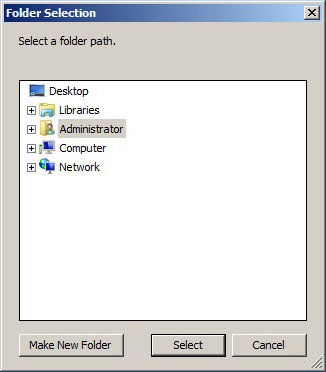 Folder Selection
Select a folder path.
Desktop
Libraries
Administrator
Computer
Network
Make New Folder
Select
Cancel